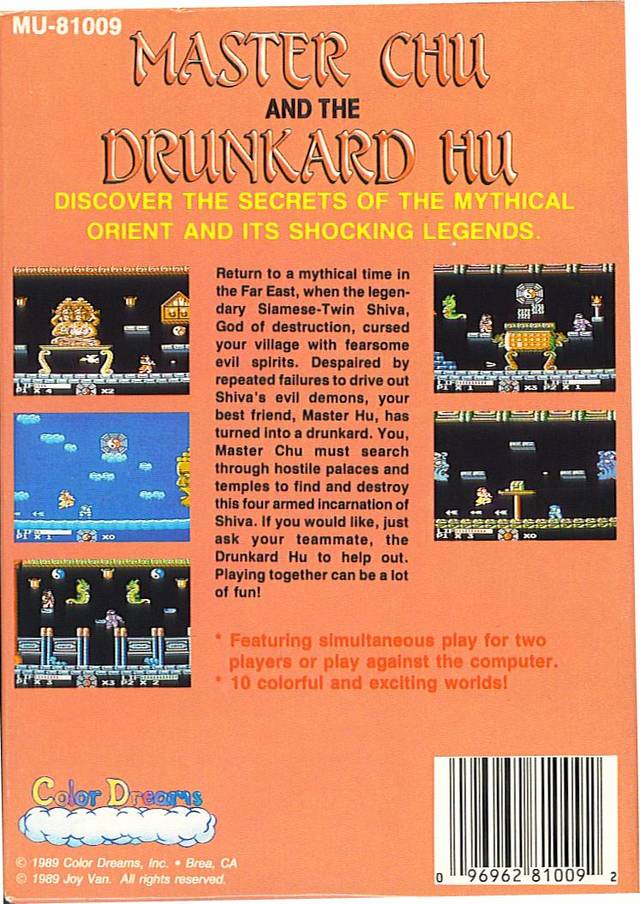 MU-81009
MASTER CHU
AND THE
DRUNKARD HU
DISCOVER THE SECRETS OF THE MYTHICAL
ORIENT AND ITS SHOCKING LEGENDS.
Return to a mythical time in
the Far East, when the legen-
dary Siamese-Twin Shiva,
God of destruction, cursed
your village with fearsome
evil spirits. Despaired by
repeated failures to drive out
Shiva's evil demons, your
best friend, Master Hu, has
turned into a drunkard. You,
Master Chu must search
through hostile palaces and
temples to find and destroy
this four armed incarnation of
Shiva. If you would like, just
ask your teammate, the
Drunkard Hu to help out.
Playing together can be a lot
of fun!
* Featuring simultaneous play for two
players or play against the computer.
* 10 colorful and exciting worlds!
Color Dreams
© 1989 Color Dreams, Inc. • Brea, CA
© 1989 Joy Van. All rights reserved.
0 96962 81009 2